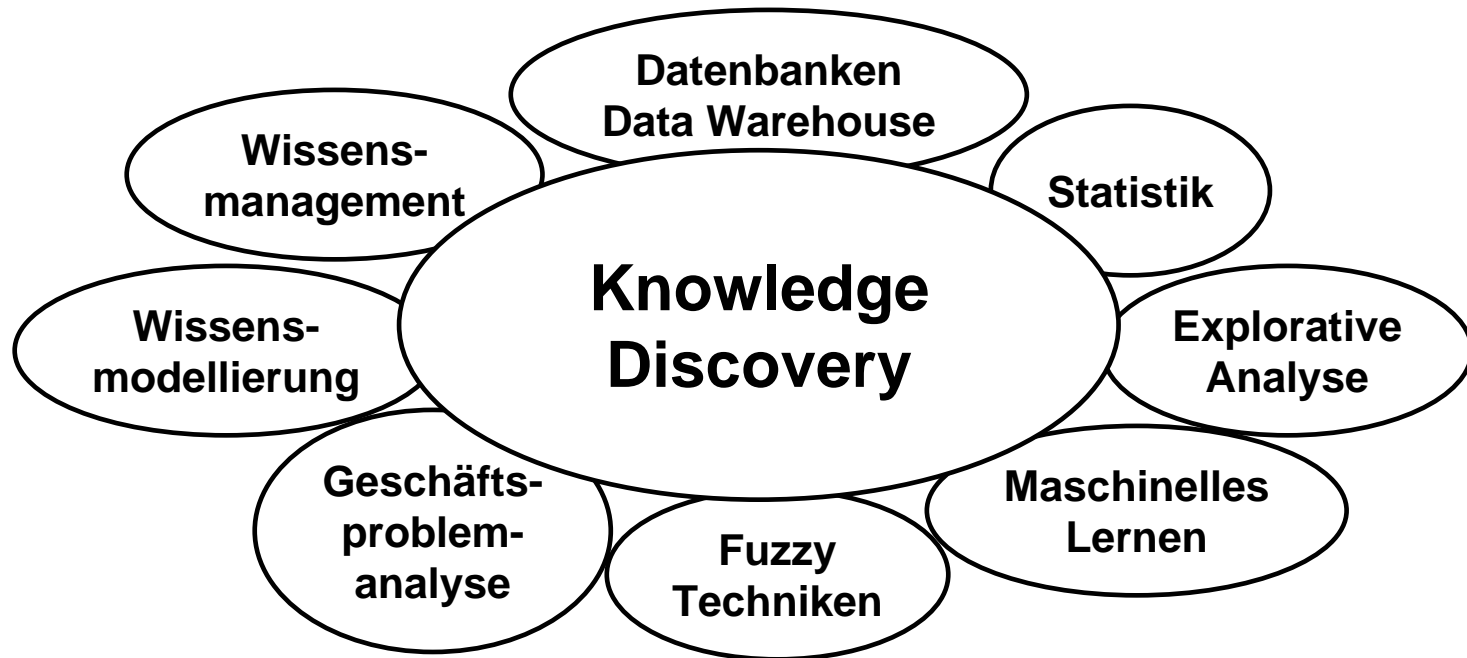 Datenbanken
Data Warehouse
Wissens-
management
Statistik
Knowledge
Discovery
Wissens-
modellierung
Explorative
Analyse
Geschäfts-
problem-
analyse
Maschinelles
Lernen
Fuzzy
Techniken